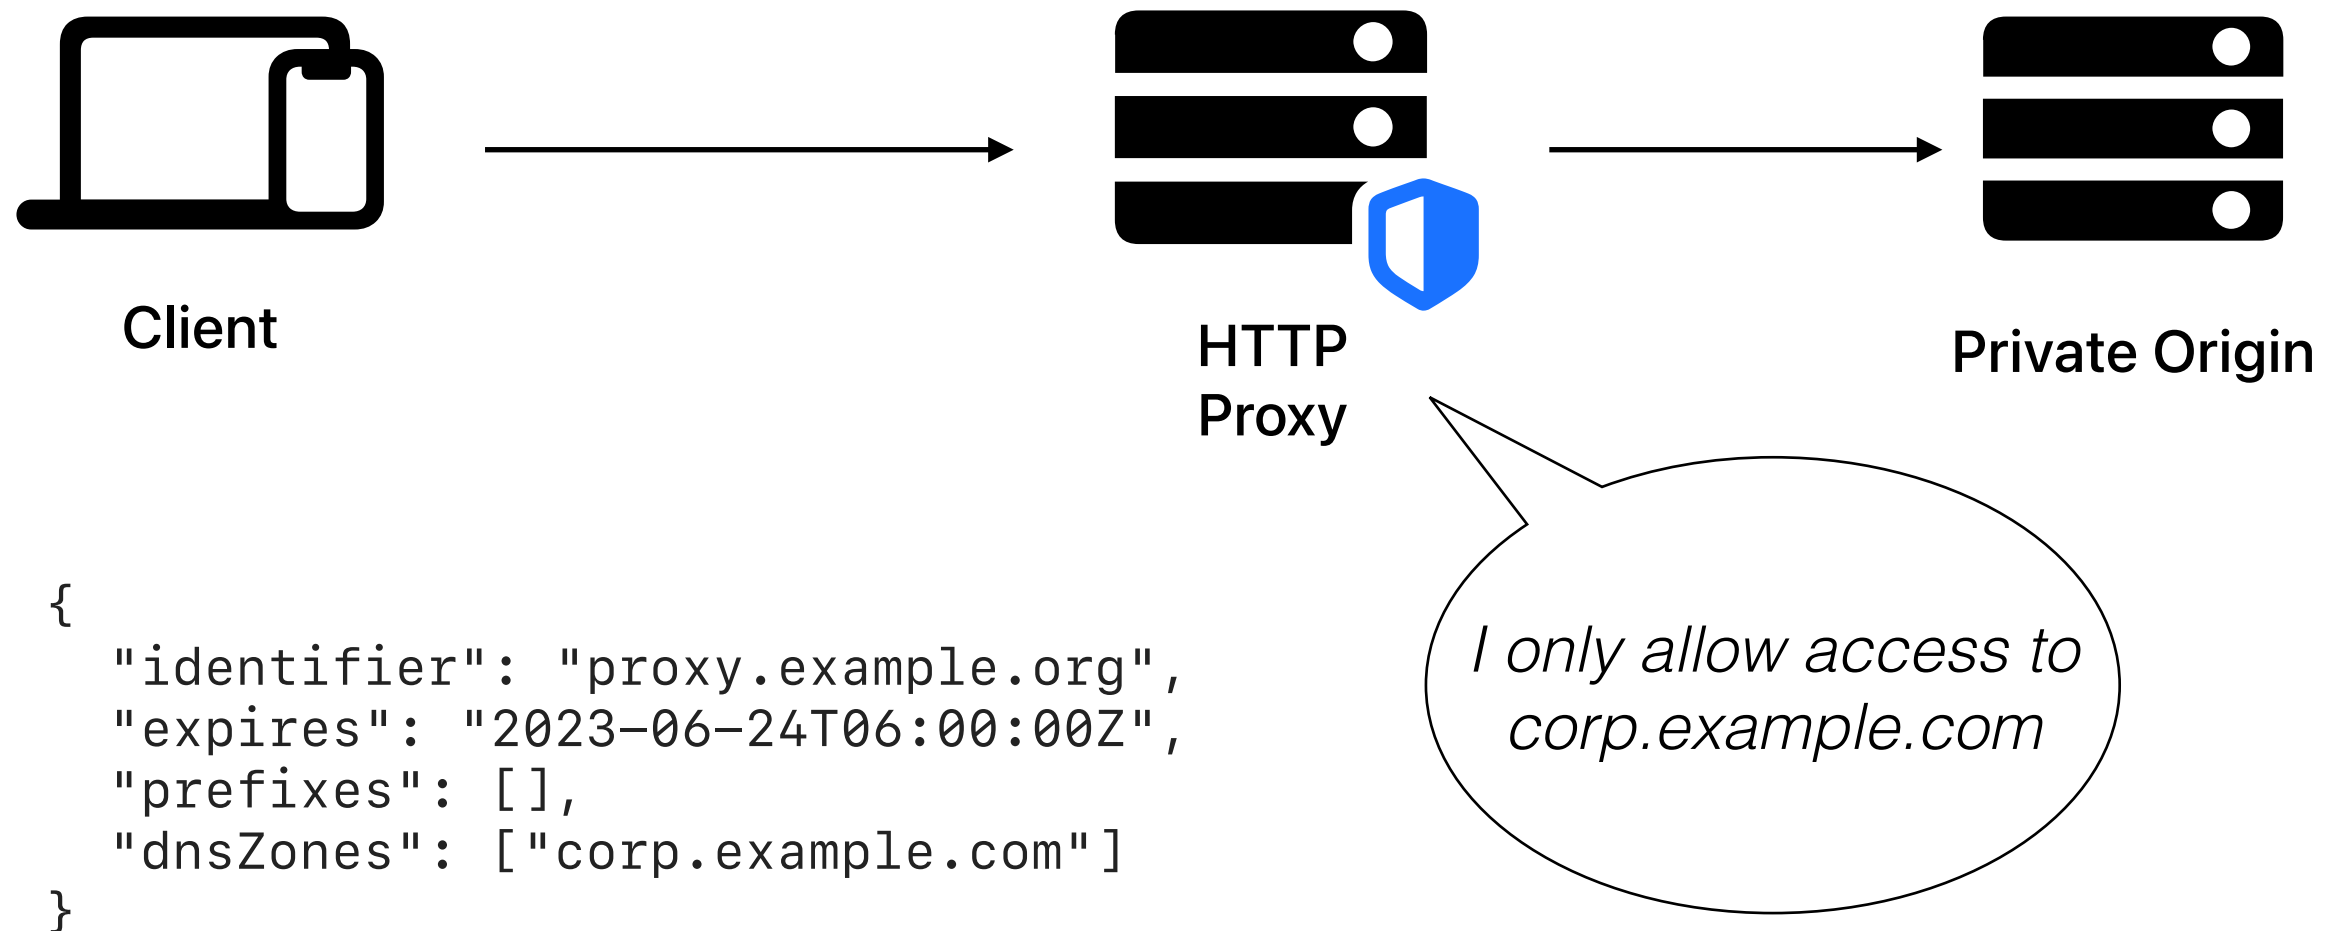 Client
HTTP
Proxy
Private Origin
I only allow access to
corp.example.com
{
  "identifier": "proxy.example.org",
  "expires": "2023-06-24T06:00:00Z",
  "prefixes": [],
  "dnsZones": ["corp.example.com"]
}